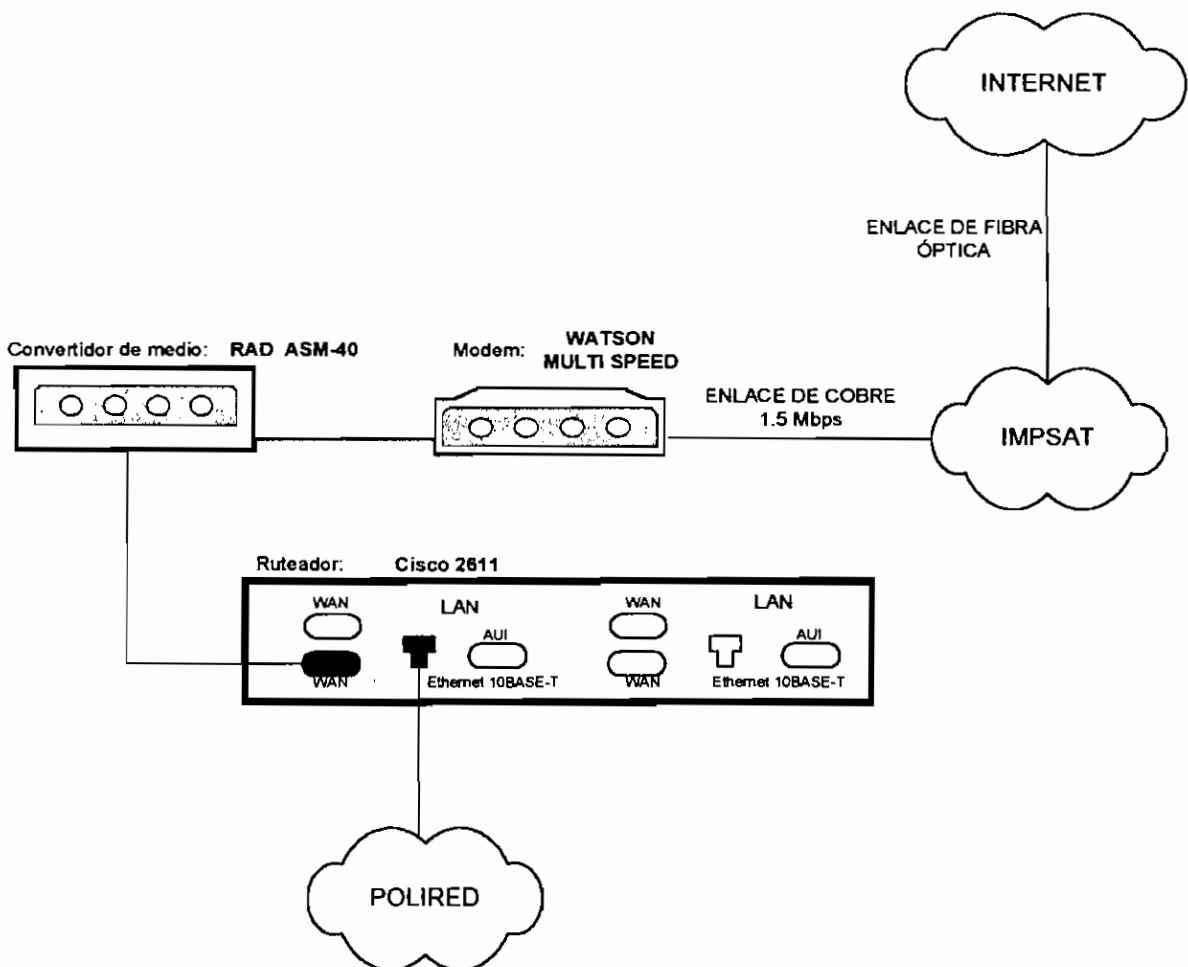 INTERNET
ENLACE DE FIBRA
ÓPTICA
Convertidor de medio: RAD ASM-40
Modem: WATSON
MULTI SPEED
ENLACE DE COBRE
1.5 Mbps
IMPSAT
Ruteador: Cisco 2611
WAN
LAN
WAN
LAN
AUI
AUI
WAN
Ethernet 10BASE-T
WAN
Ethernet 10BASE-T
POLIRED